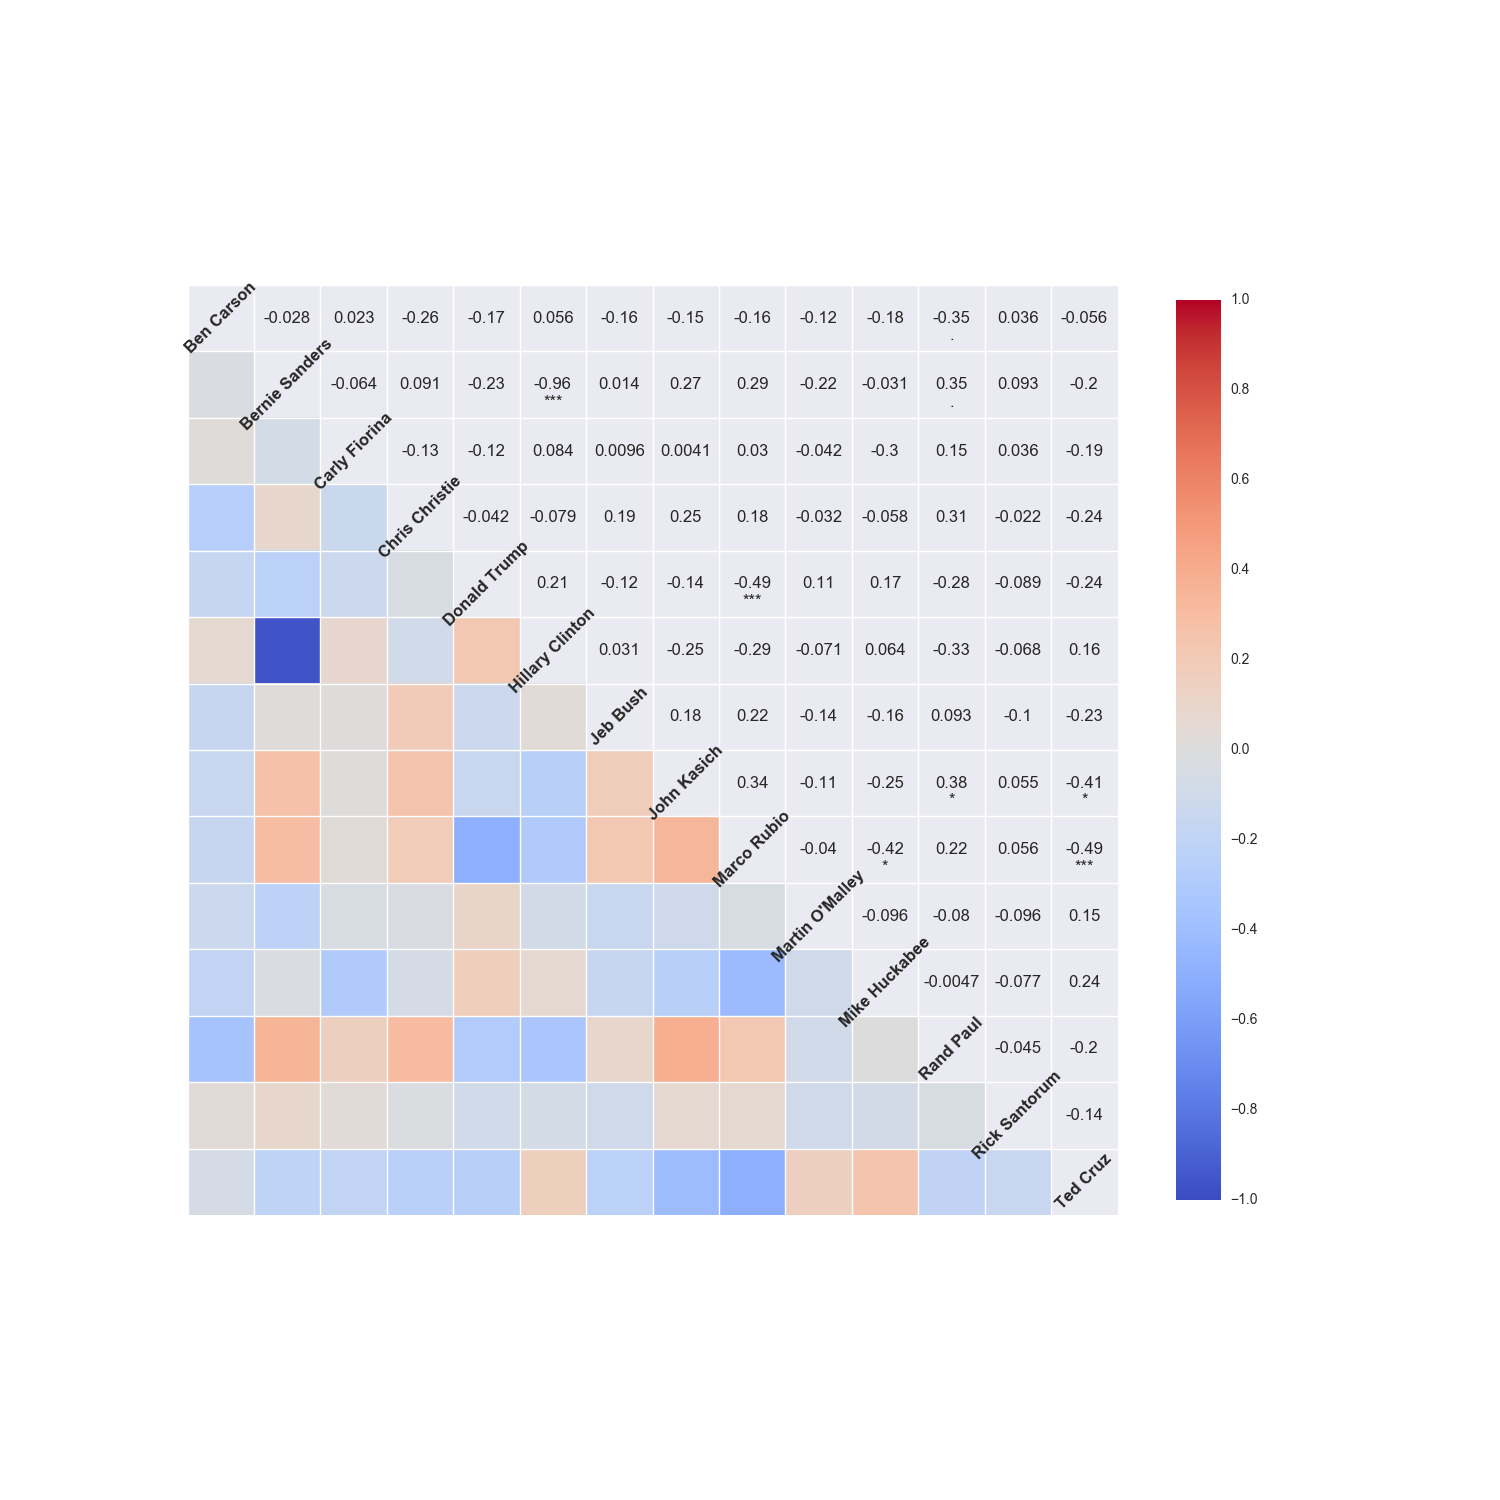 Ben Carson -0.028 0.023 -0.26 -0.17 0.056 -0.16 -0.15 -0.16 -0.12 -0.18 -0.35 0.036 -0.056
.
Bernie Sanders -0.064 0.091 -0.23 -0.96 0.014 0.27 0.29 -0.22 -0.031 0.35 0.093 -0.2
*** .
Carly Fiorina -0.13 -0.12 0.084 0.0096 0.0041 0.03 -0.042 -0.3 0.15 0.036 -0.19
Chris Christie -0.042 -0.079 0.19 0.25 0.18 -0.032 -0.058 0.31 -0.022 -0.24
Donald Trump 0.21 -0.12 -0.14 -0.49 0.11 0.17 -0.28 -0.089 -0.24
***
Hillary Clinton 0.031 -0.25 -0.29 -0.071 0.064 -0.33 -0.068 0.16
Jeb Bush 0.18 0.22 -0.14 -0.16 0.093 -0.1 -0.23
John Kasich 0.34 -0.11 -0.25 0.38 0.055 -0.41
* *
Marco Rubio -0.04 -0.42 0.22 0.056 -0.49
* ***
Martin O'Malley -0.096 -0.08 -0.096 0.15
Mike Huckabee -0.0047 -0.077 0.24
Rand Paul -0.045 -0.2
Rick Santorum -0.14
Ted Cruz
1.0
0.8
0.6
0.4
0.2
0.0
−0.2
−0.4
−0.6
−0.8
−1.0